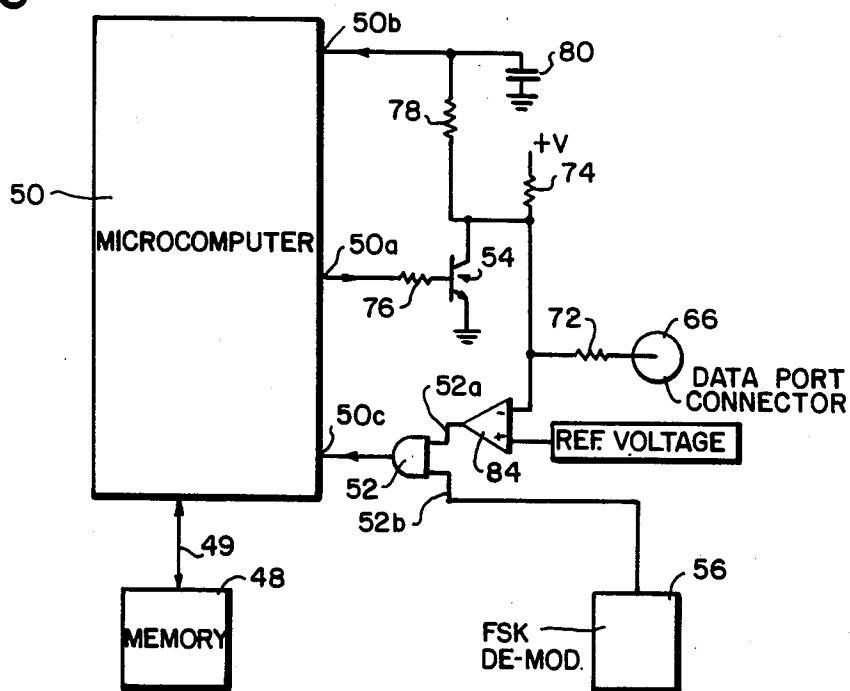 50b
80
78
+V
74
50
MICROCOMPUTER
50a
54
76
72
66
DATA PORT
CONNECTOR
52a
50c
-
+
REF. VOLTAGE
84
52
52b
49
48
MEMORY
56
FSK
DE-MOD.